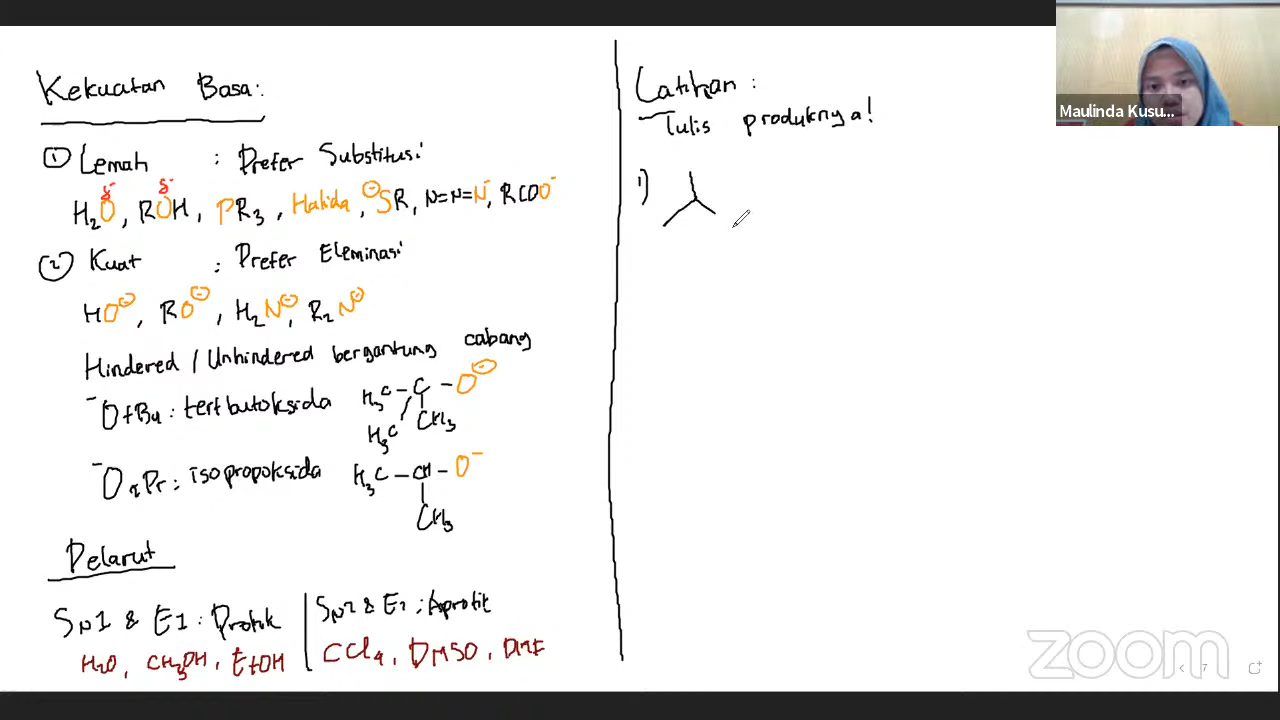 Kekuatan Basa:
① Lemah : Prefer Substitusi
H₂O^δ-, ROH^δ-, PR₃, Halida, ⊖SR, N=N=N⁻, RCOO⁻
② Kuat : Prefer Eleminasi
HO⊖, RO⊖, H₂N⊖, R₂N⊖
Hindered / Unhindered bergantung cabang
⁻OtBu : tertbutoksida H₃C - C - O⊖
H₃C CH₃
⁻OiPr : isopropoksida H₃C - CH - O⁻
CH₃
Pelarut
SN1 & E1 : Protik
H₂O, CH₃OH, EtOH
SN2 & E2 : Aprotik
CCl₄, DMSO, DMF
Latihan :
Tulis produknya!
1)
Maulinda Kusu...
zoom
7